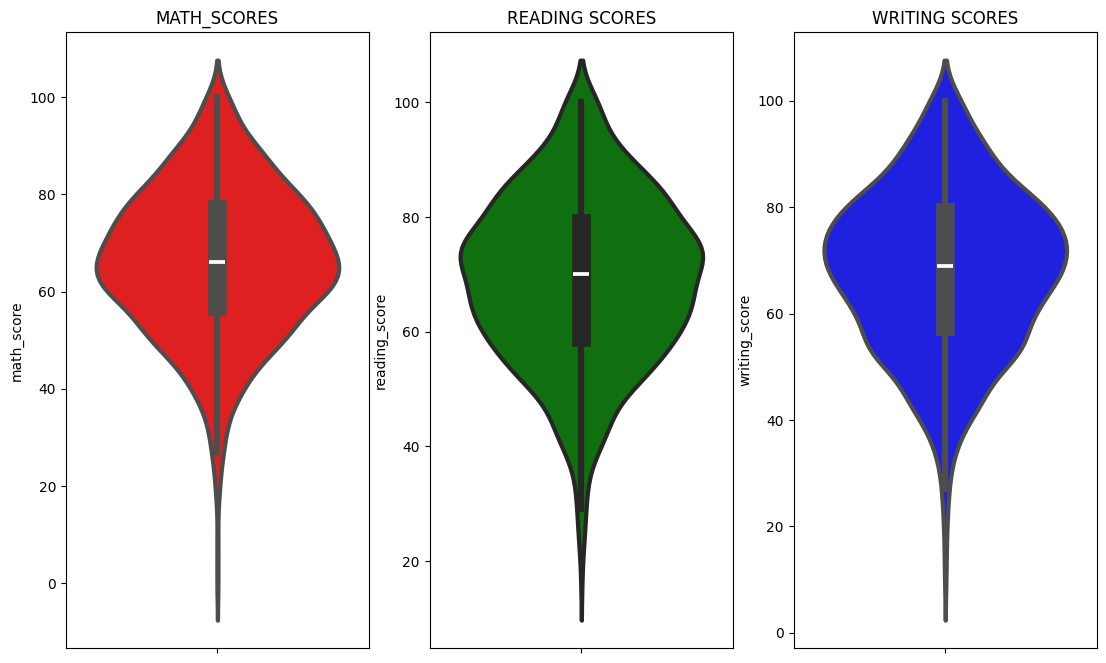 MATH_SCORES
math_score
100
80
60
40
20
0
READING SCORES
reading_score
100
80
60
40
20
WRITING SCORES
writing_score
100
80
60
40
20
0